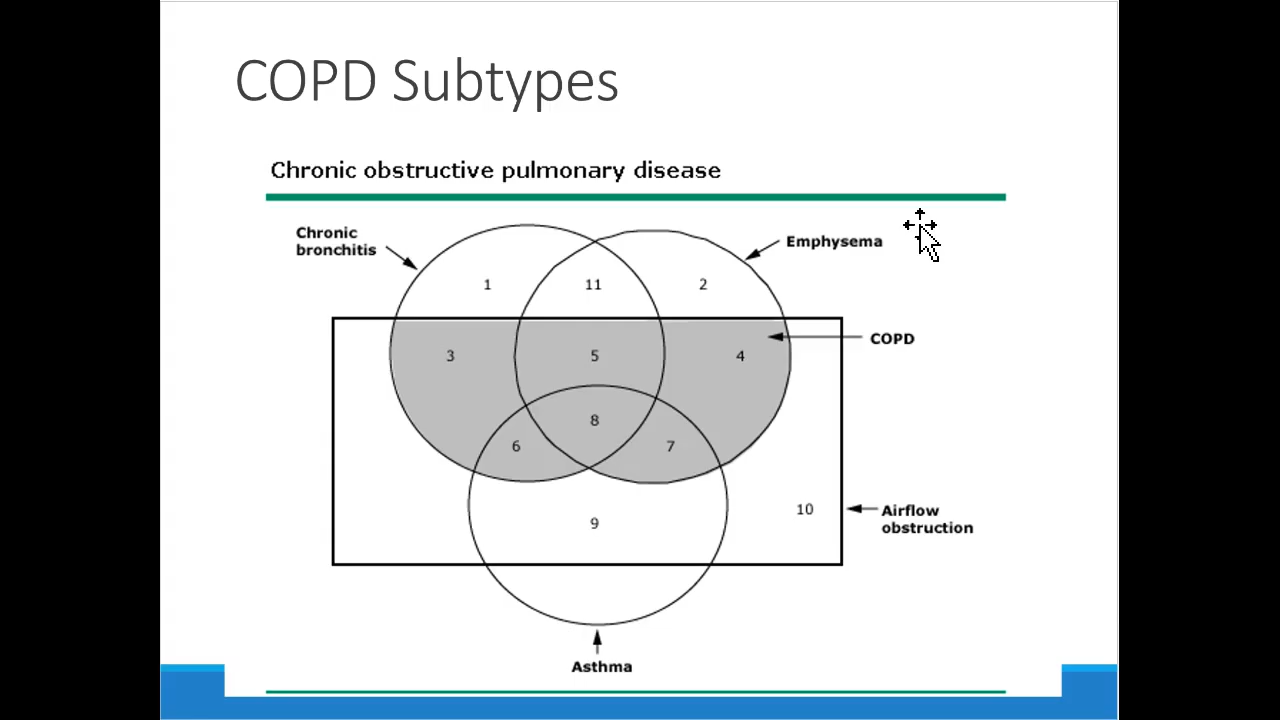 COPD Subtypes
Chronic obstructive pulmonary disease
Chronic
bronchitis
Emphysema
1
11
2
COPD
3
5
4
8
6
7
9
10
Airflow
obstruction
Asthma